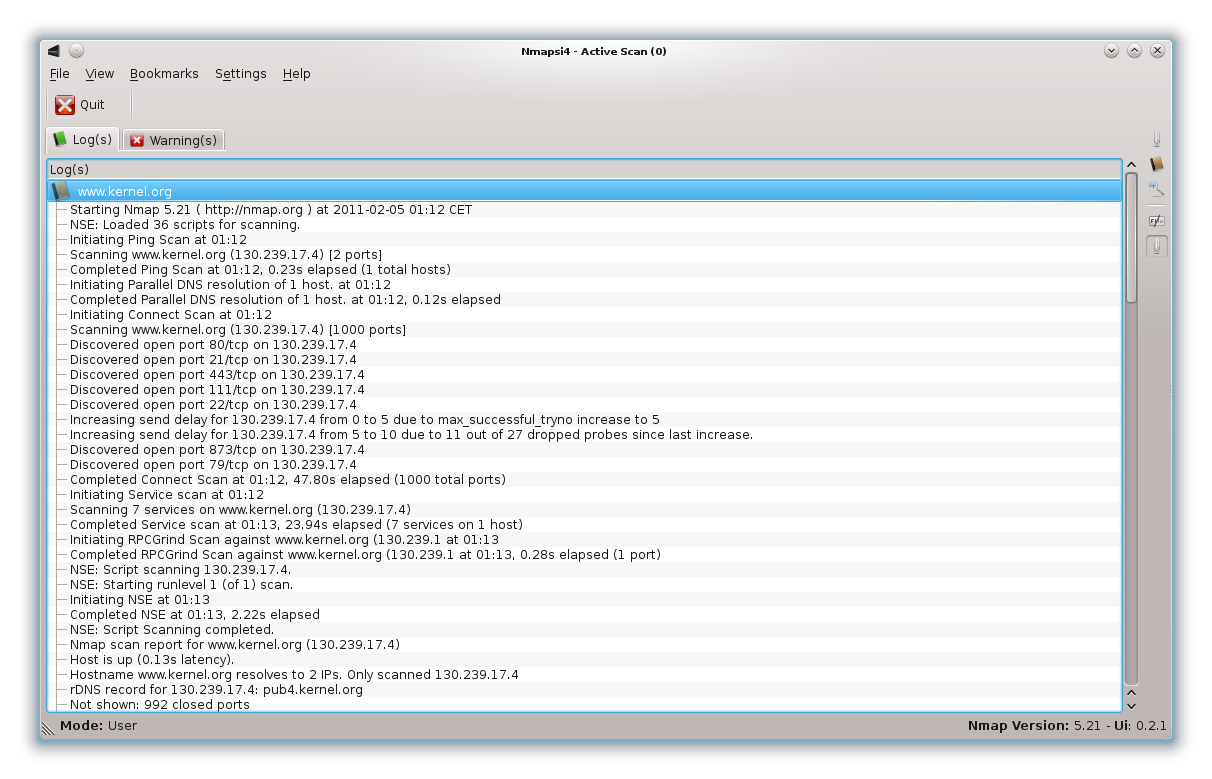 Nmapsi4 - Active Scan (0)
File View Bookmarks Settings Help
Quit
Log(s) Warning(s)
Log(s)
www.kernel.org
Starting Nmap 5.21 ( http://nmap.org ) at 2011-02-05 01:12 CET
NSE: Loaded 36 scripts for scanning.
Initiating Ping Scan at 01:12
Scanning www.kernel.org (130.239.17.4) [2 ports]
Completed Ping Scan at 01:12, 0.23s elapsed (1 total hosts)
Initiating Parallel DNS resolution of 1 host. at 01:12
Completed Parallel DNS resolution of 1 host. at 01:12, 0.12s elapsed
Initiating Connect Scan at 01:12
Scanning www.kernel.org (130.239.17.4) [1000 ports]
Discovered open port 80/tcp on 130.239.17.4
Discovered open port 21/tcp on 130.239.17.4
Discovered open port 443/tcp on 130.239.17.4
Discovered open port 111/tcp on 130.239.17.4
Discovered open port 22/tcp on 130.239.17.4
Increasing send delay for 130.239.17.4 from 0 to 5 due to max_successful_tryno increase to 5
Increasing send delay for 130.239.17.4 from 5 to 10 due to 11 out of 27 dropped probes since last increase.
Discovered open port 873/tcp on 130.239.17.4
Discovered open port 79/tcp on 130.239.17.4
Completed Connect Scan at 01:12, 47.80s elapsed (1000 total ports)
Initiating Service scan at 01:12
Scanning 7 services on www.kernel.org (130.239.17.4)
Completed Service scan at 01:13, 23.94s elapsed (7 services on 1 host)
Initiating RPCGrind Scan against www.kernel.org (130.239.1 at 01:13
Completed RPCGrind Scan against www.kernel.org (130.239.1 at 01:13, 0.28s elapsed (1 port)
NSE: Script scanning 130.239.17.4.
NSE: Starting runlevel 1 (of 1) scan.
Initiating NSE at 01:13
Completed NSE at 01:13, 2.22s elapsed
NSE: Script Scanning completed.
Nmap scan report for www.kernel.org (130.239.17.4)
Host is up (0.13s latency).
Hostname www.kernel.org resolves to 2 IPs. Only scanned 130.239.17.4
rDNS record for 130.239.17.4: pub4.kernel.org
Not shown: 992 closed ports
Mode: User Nmap Version: 5.21 - Ui: 0.2.1